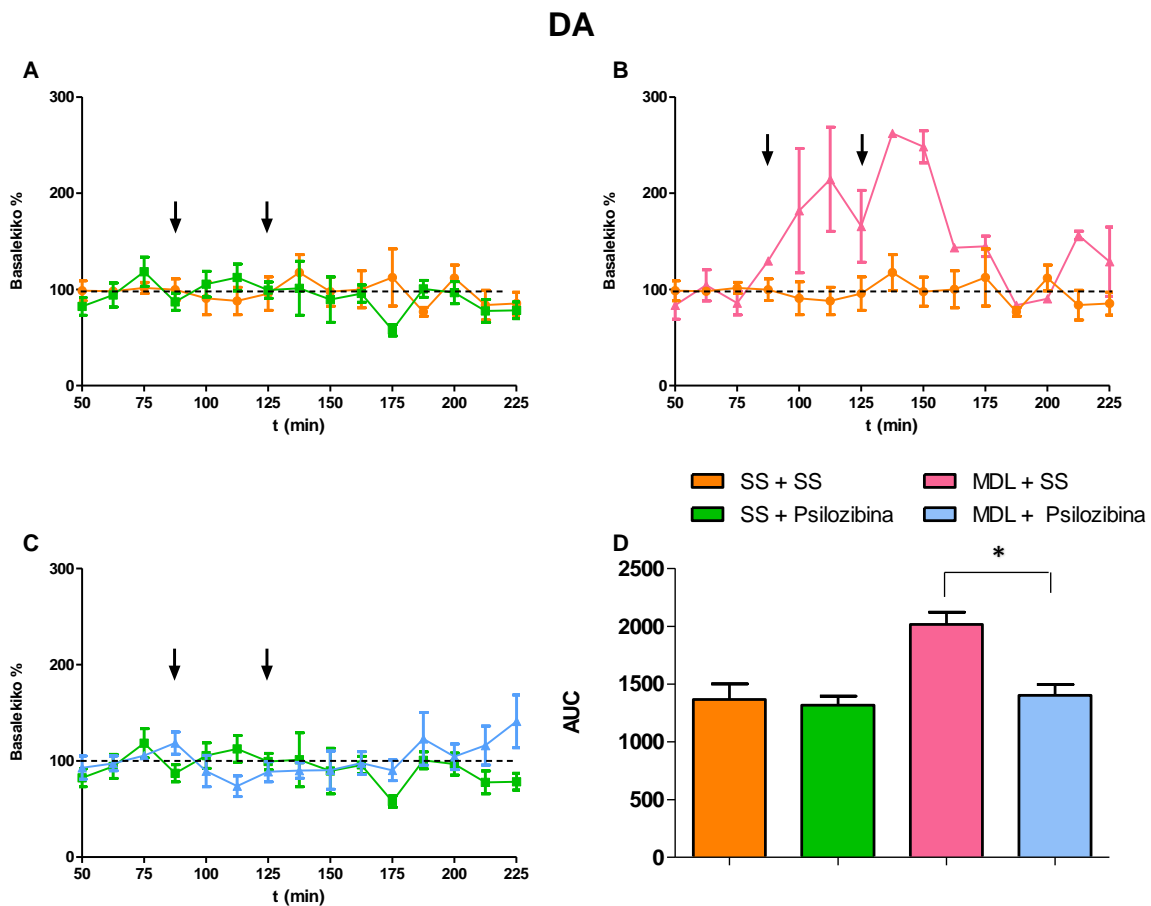 DA
A
300
200
100
0
Basalekiko %
50 75 100 125 150 175 200 225
t (min)
B
300
200
100
0
Basalekiko %
50 75 100 125 150 175 200 225
t (min)
SS + SS
MDL + SS
SS + Psilozibina
MDL + Psilozibina
C
300
200
100
0
Basalekiko %
50 75 100 125 150 175 200 225
t (min)
D
2500
2000
1500
1000
500
0
AUC
*